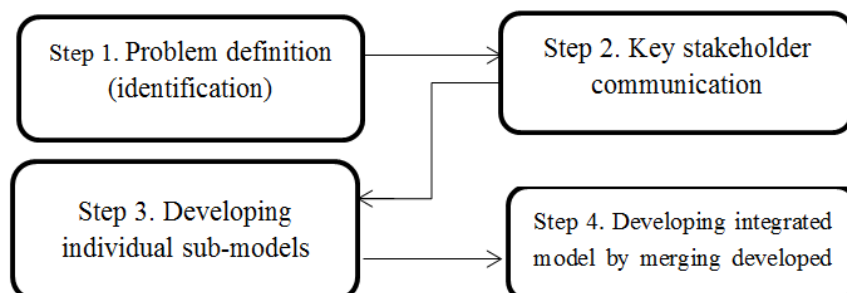 Step 1. Problem definition
(identification)
Step 2. Key stakeholder
communication
Step 3. Developing
individual sub-models
Step 4. Developing integrated
model by merging developed